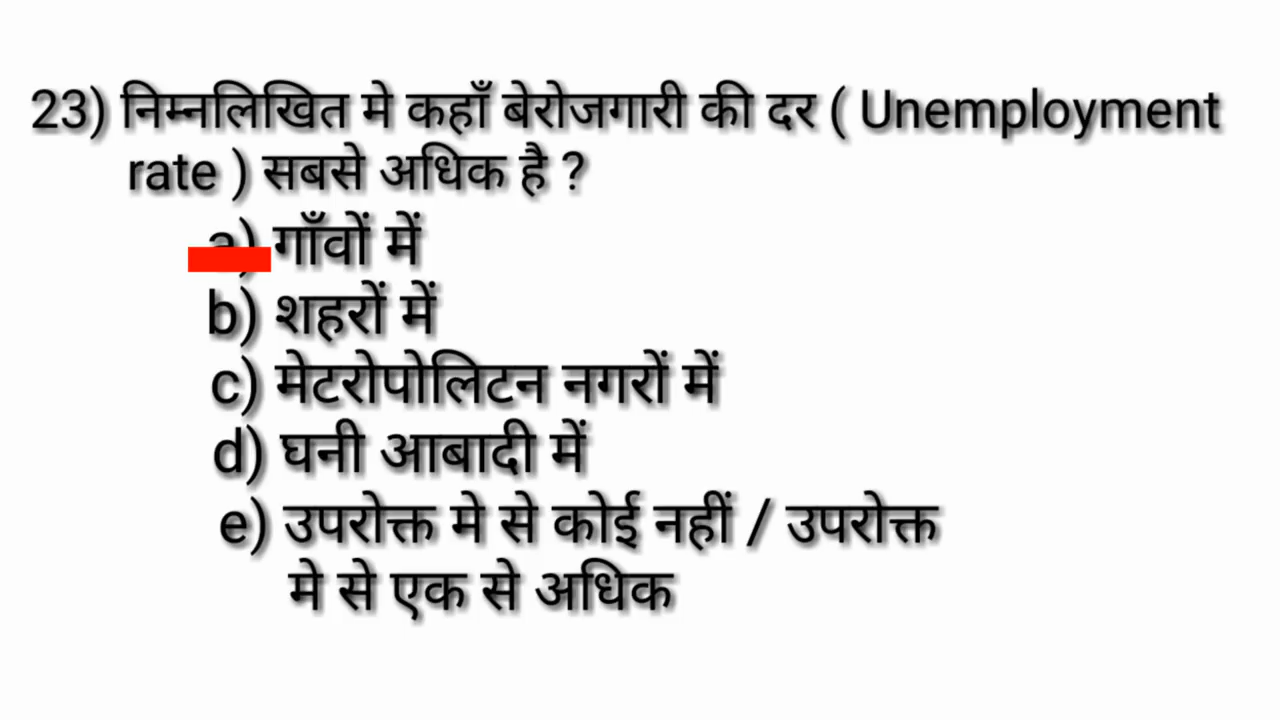 23) निम्नलिखित मे कहाँ बेरोजगारी की दर ( Unemployment
rate ) सबसे अधिक है ?
a) गाँवों में
b) शहरों में
c) मेटरोपोलिटन नगरों में
d) घनी आबादी में
e) उपरोक्त मे से कोई नहीं / उपरोक्त
मे से एक से अधिक